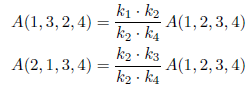 A(1, 3, 2, 4) = \frac{k_1 \cdot k_2}{k_2 \cdot k_4} A(1, 2, 3, 4)
A(2, 1, 3, 4) = \frac{k_2 \cdot k_3}{k_2 \cdot k_4} A(1, 2, 3, 4)